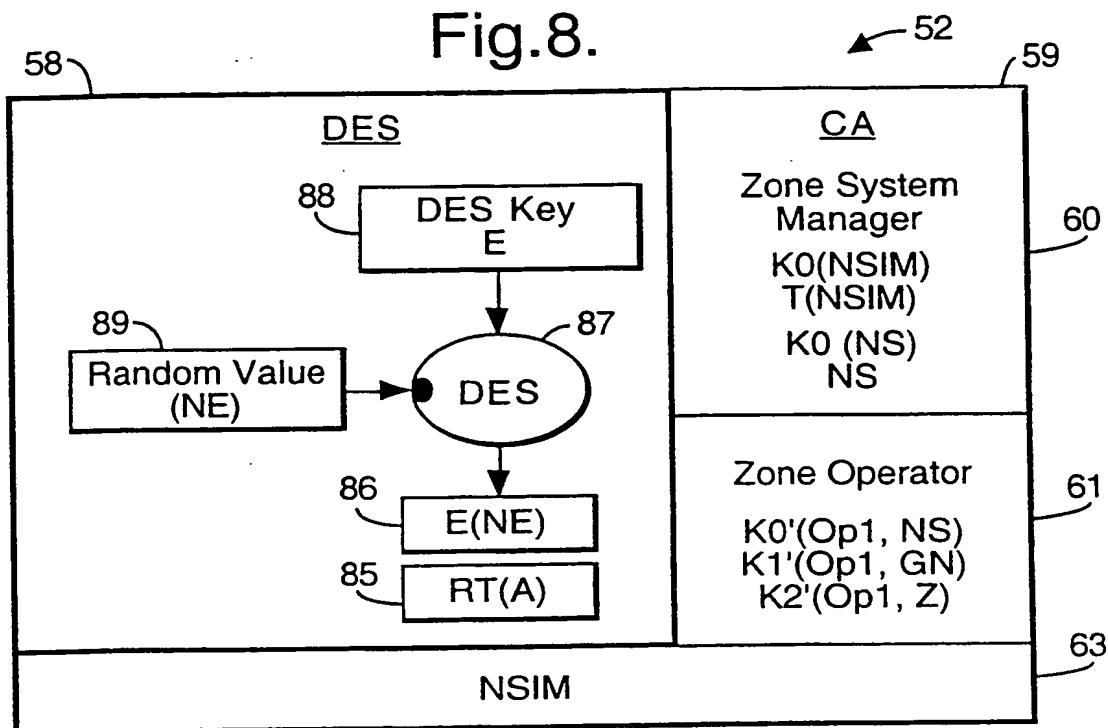 Fig.8.
52
58
59
DES
88
DES Key
E
89
Random Value
(NE)
87
DES
86
E(NE)
85
RT(A)
CA
Zone System
Manager
K0(NSIM)
T(NSIM)
K0 (NS)
NS
60
Zone Operator
K0'(Op1, NS)
K1'(Op1, GN)
K2'(Op1, Z)
61
NSIM
63